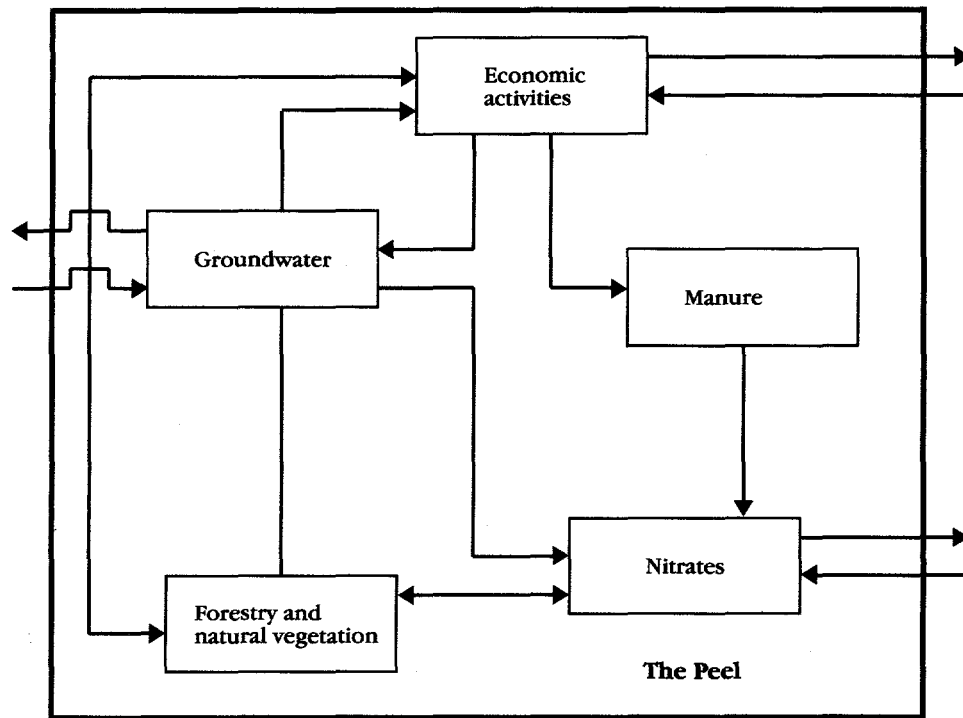 Economic
activities
Groundwater
Manure
Nitrates
Forestry and
natural vegetation
The Peel